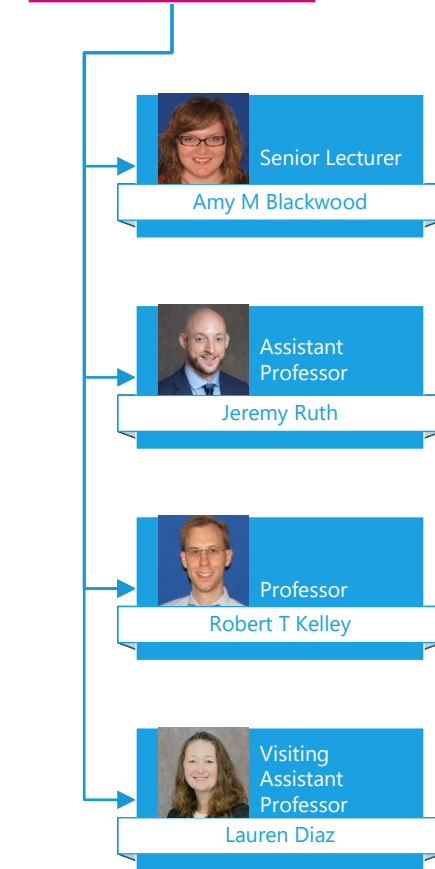 Senior Lecturer
Amy M Blackwood
Assistant
Professor
Jeremy Ruth
Professor
Robert T Kelley
Visiting
Assistant
Professor
Lauren Diaz